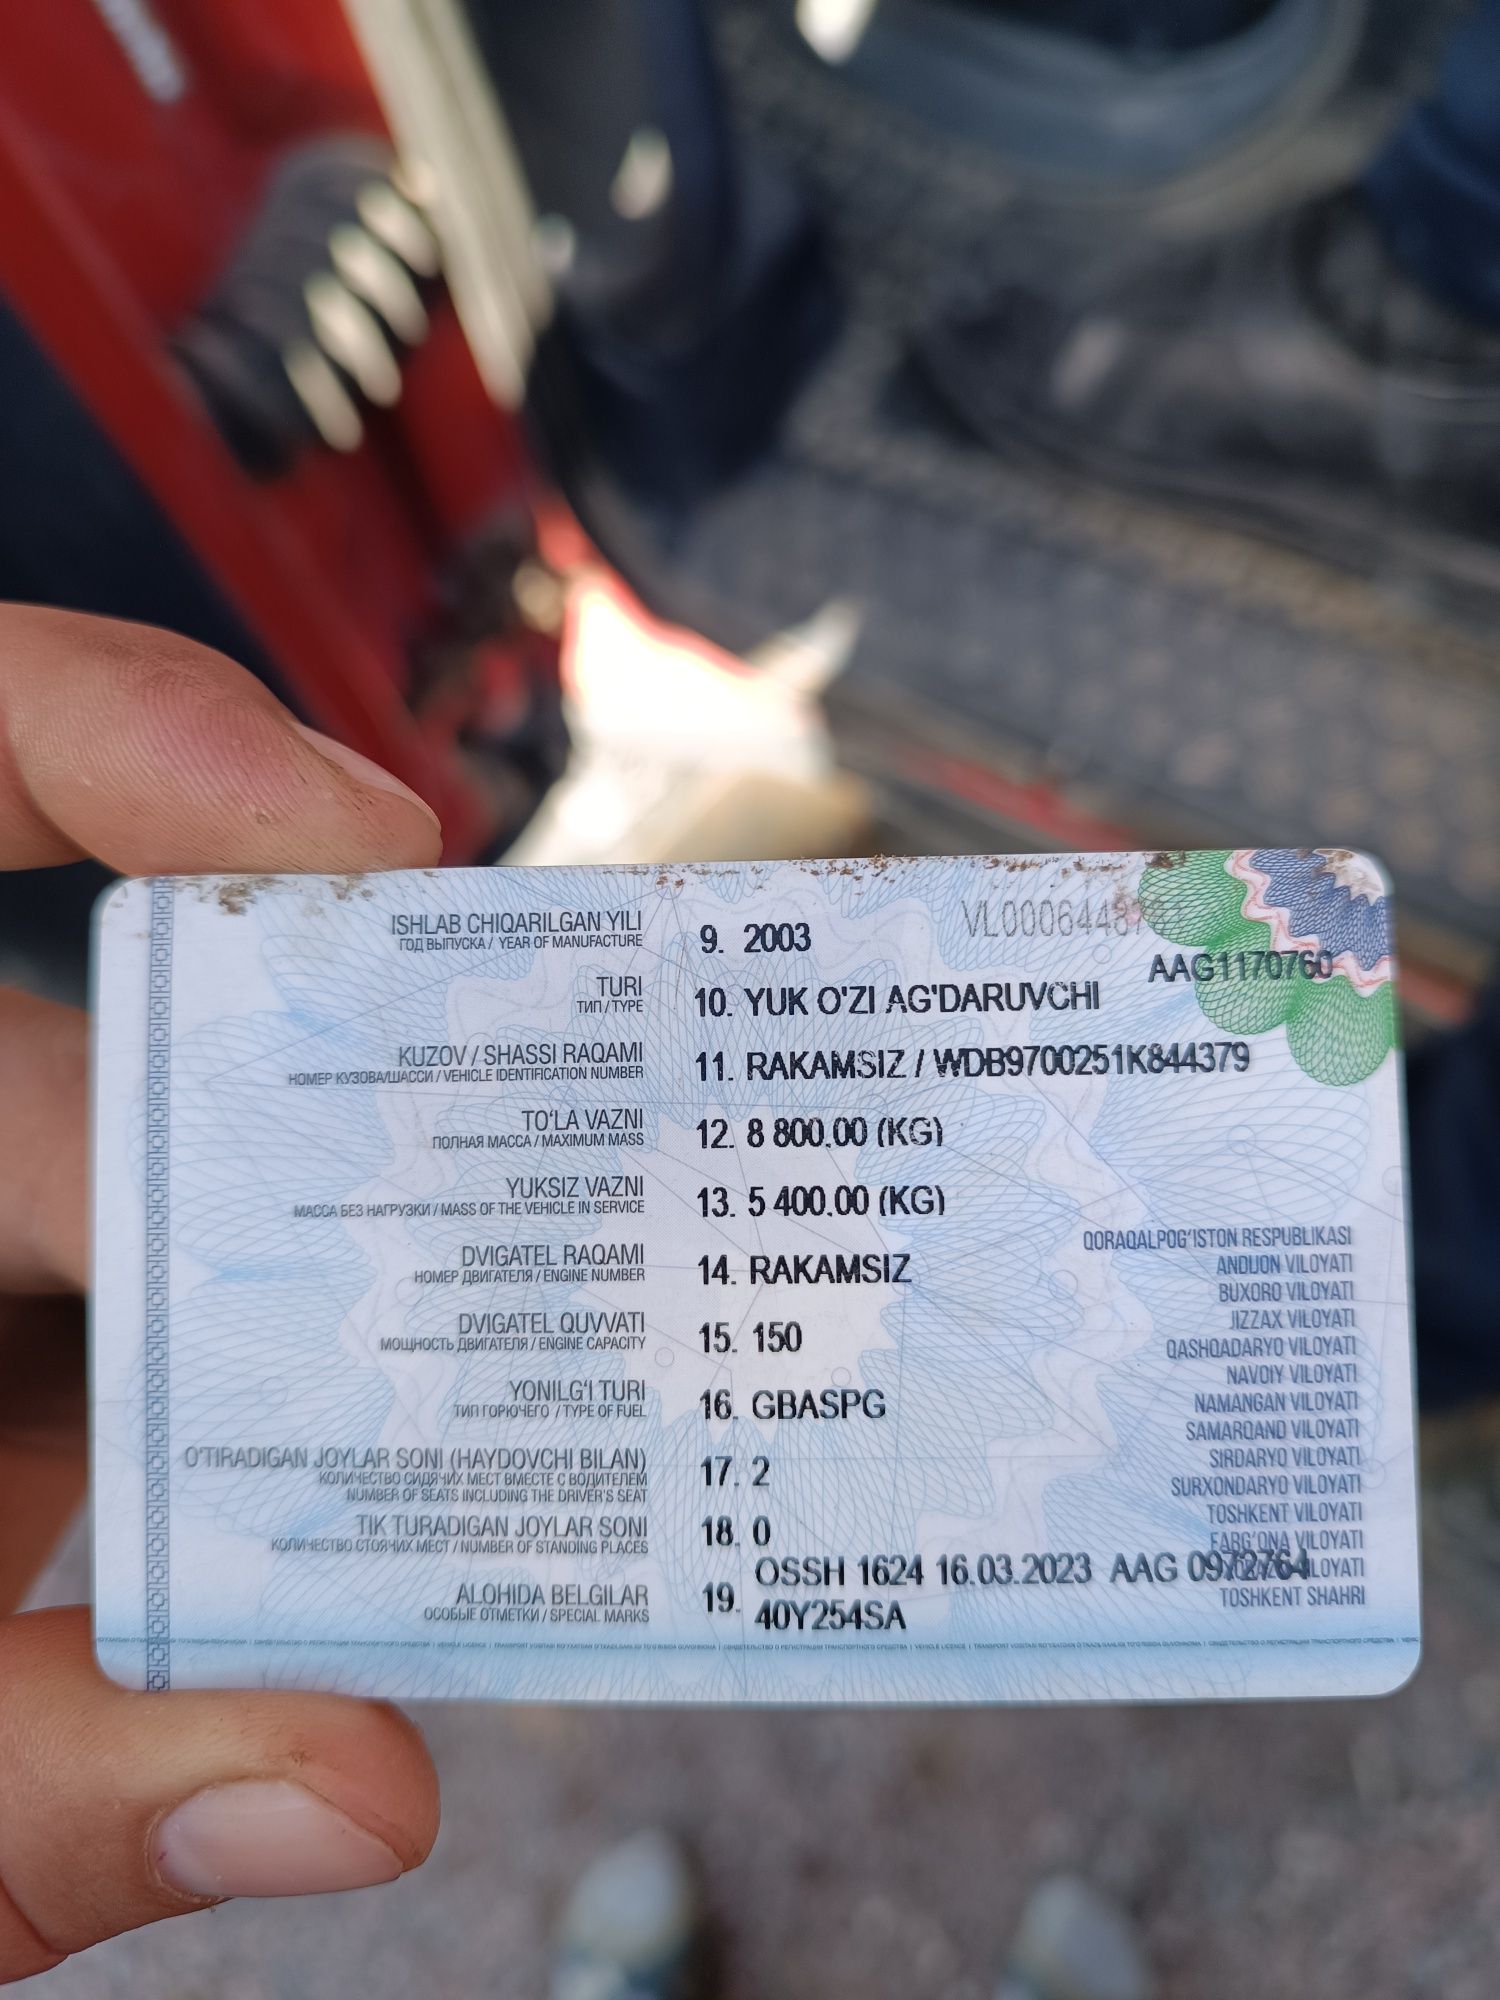 ISHLAB CHIQARILGAN YILI
ГОД ВЫПУСКА / YEAR OF MANUFACTURE
9. 2003
AAG1170760
TURI
ТИП / TYPE
10. YUK O'ZI AG'DARUVCHI
KUZOV / SHASSI RAQAMI
НОМЕР КУЗОВА/ШАССИ / VEHICLE IDENTIFICATION NUMBER
11. RAKAMSIZ / WDB9700251K844379
TO‘LA VAZNI
ПОЛНАЯ МАССА / MAXIMUM MASS
12. 8 800.00 (KG)
YUKSIZ VAZNI
МАССА БЕЗ НАГРУЗКИ / MASS OF THE VEHICLE IN SERVICE
13. 5 400.00 (KG)
DVIGATEL RAQAMI
НОМЕР ДВИГАТЕЛЯ / ENGINE NUMBER
14. RAKAMSIZ
DVIGATEL QUVVATI
МОЩНОСТЬ ДВИГАТЕЛЯ / ENGINE CAPACITY
15. 150
YONILG‘I TURI
ТИП ГОРЮЧЕГО / TYPE OF FUEL
16. GBASPG
O‘TIRADIGAN JOYLAR SONI (HAYDOVCHI BILAN)
КОЛИЧЕСТВО СИДЯЧИХ МЕСТ ВМЕСТЕ С ВОДИТЕЛЕМ
NUMBER OF SEATS INCLUDING THE DRIVER'S SEAT
17. 2
TIK TURADIGAN JOYLAR SONI
КОЛИЧЕСТВО СТОЯЧИХ МЕСТ / NUMBER OF STANDING PLACES
18. 0
ALOHIDA BELGILAR
ОСОБЫЕ ОТМЕТКИ / SPECIAL MARKS
19. OSSH 1624 16.03.2023 AAG 0972764
40Y254SA
QORAQALPOG‘ISTON RESPUBLIKASI
ANDIJON VILOYATI
BUXORO VILOYATI
JIZZAX VILOYATI
QASHQADARYO VILOYATI
NAVOIY VILOYATI
NAMANGAN VILOYATI
SAMARQAND VILOYATI
SIRDARYO VILOYATI
SURXONDARYO VILOYATI
TOSHKENT VILOYATI
FARG‘ONA VILOYATI
TOSHKENT SHAHRI